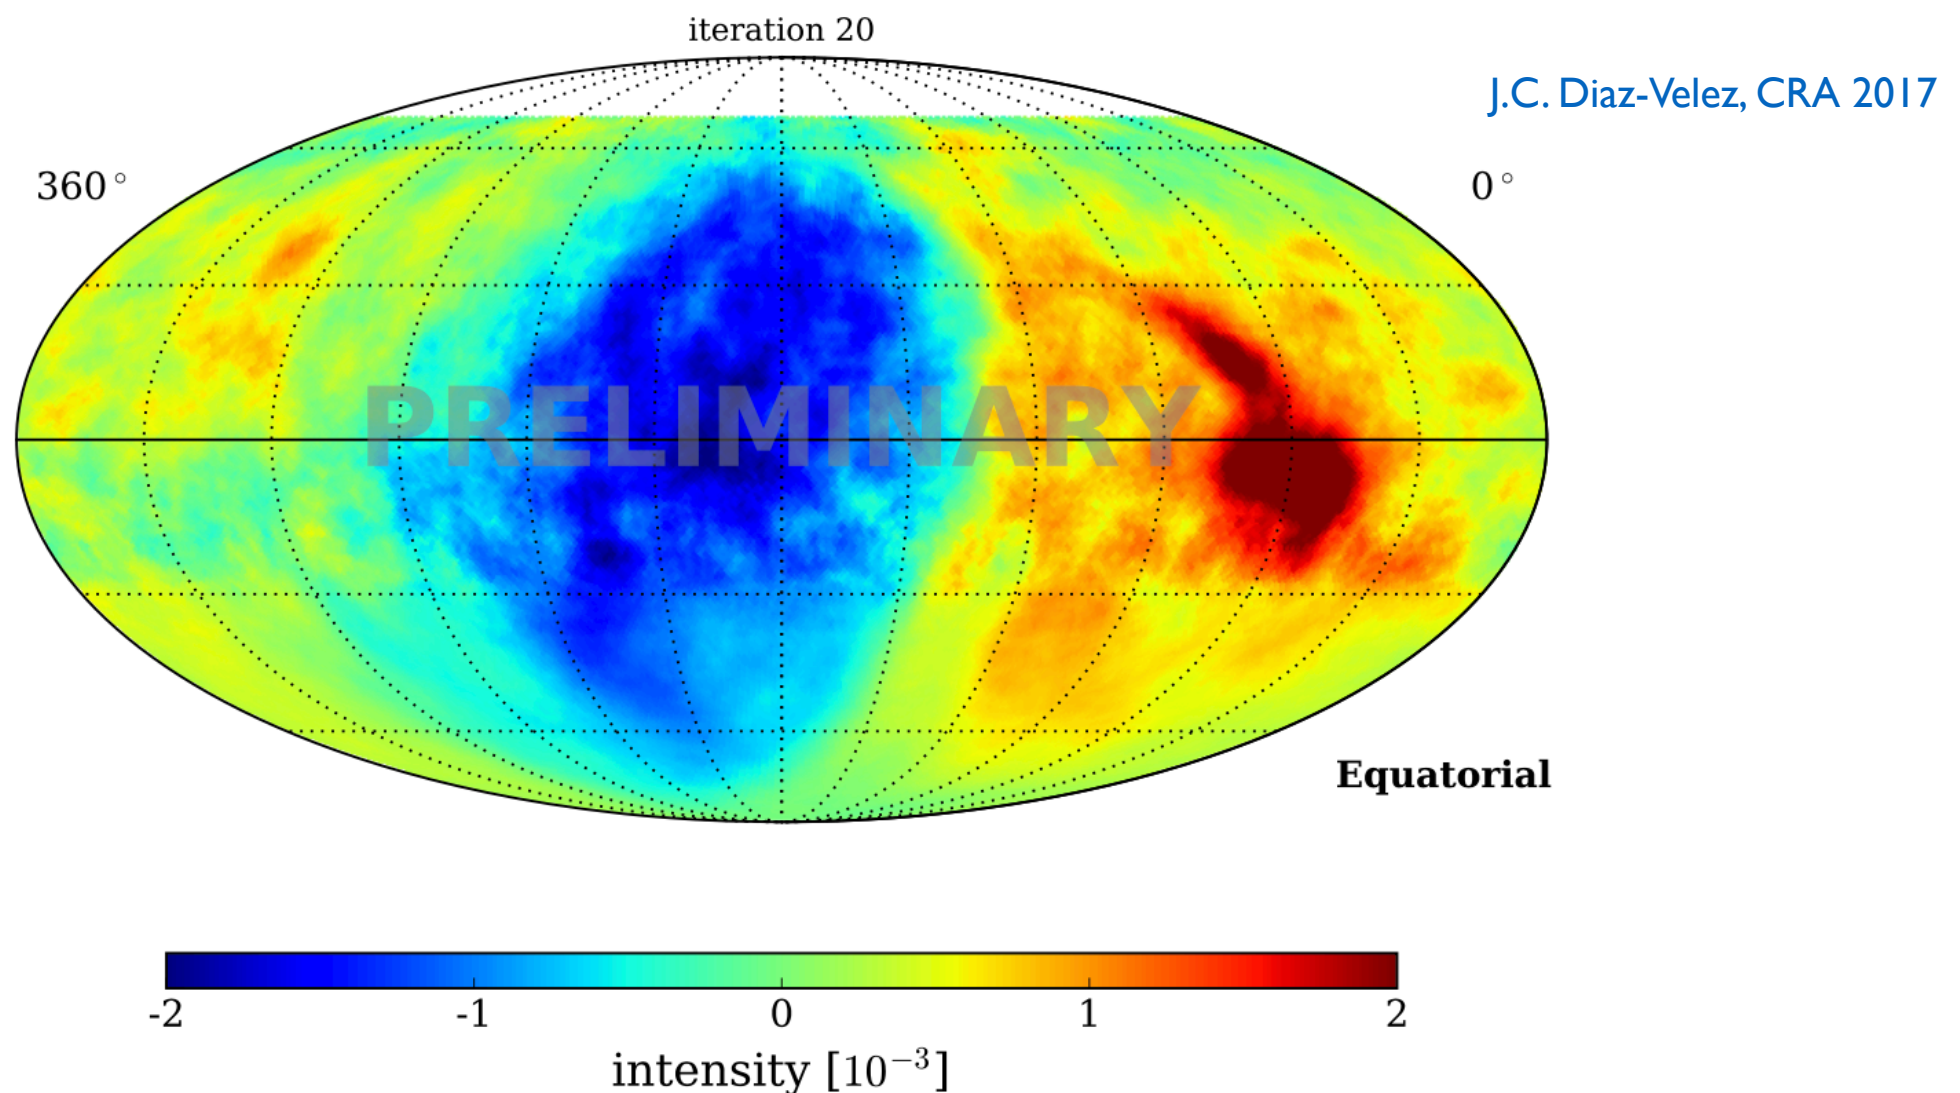 iteration 20
J.C. Diaz-Velez, CRA 2017
360°
0°
PRELIMINARY
Equatorial
-2 -1 0 1 2
intensity [10⁻³]